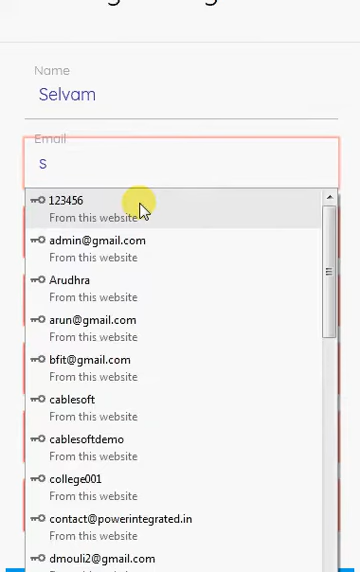 Name
Selvam
Email
s
123456
From this website
admin@gmail.com
From this website
Arudhra
From this website
arun@gmail.com
From this website
bfit@gmail.com
From this website
cablesoft
From this website
cablesoftdemo
From this website
college001
From this website
contact@powerintegrated.in
From this website
dmouli2@gmail.com